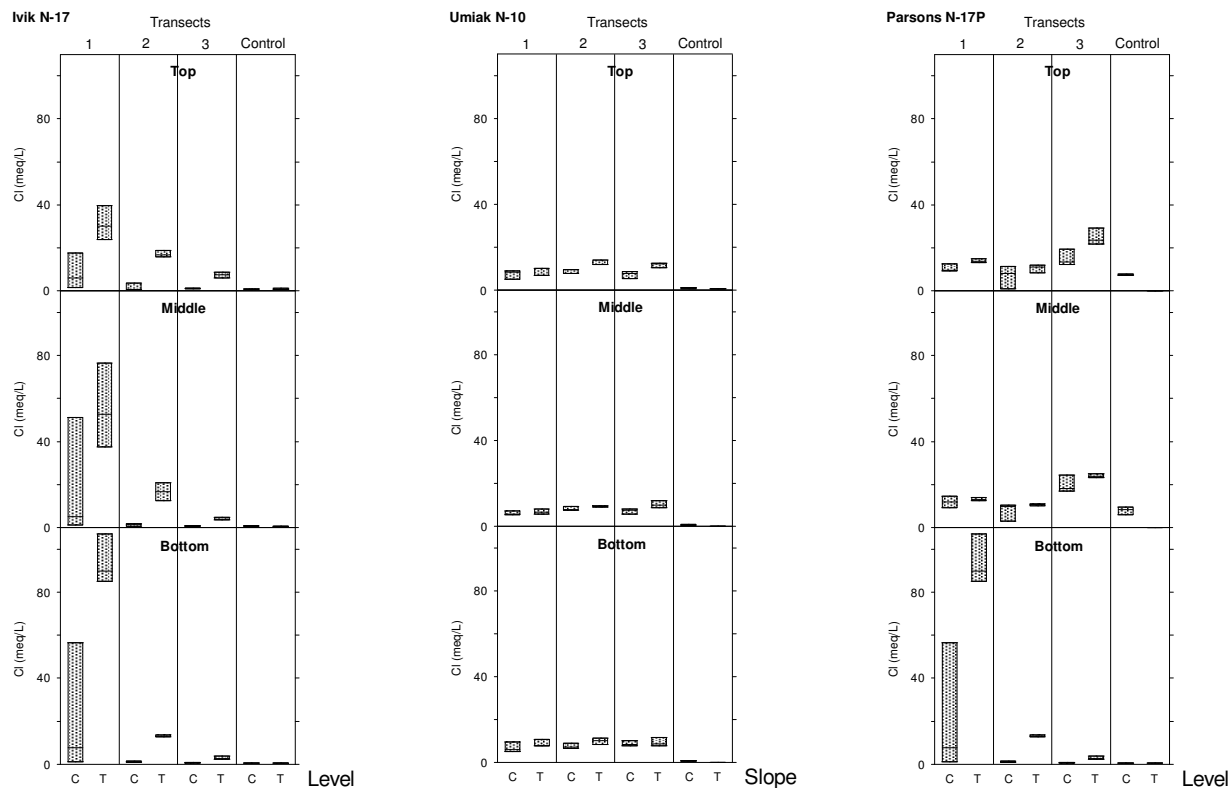 Ivik N-17
Transects
1 2 3 Control
Top
80
40
0
Cl (meq/L)
Middle
80
40
0
Cl (meq/L)
Bottom
80
40
0
Cl (meq/L)
C T C T C T C T Level
Umiak N-10
Transects
1 2 3 Control
Top
80
40
0
Cl (meq/L)
Middle
80
40
0
Cl (meq/L)
Bottom
80
40
0
Cl (meq/L)
C T C T C T C T Slope
Parsons N-17P
Transects
1 2 3 Control
Top
80
40
0
Cl (meq/L)
Middle
80
40
0
Cl (meq/L)
Bottom
80
40
0
Cl (meq/L)
C T C T C T C T Level